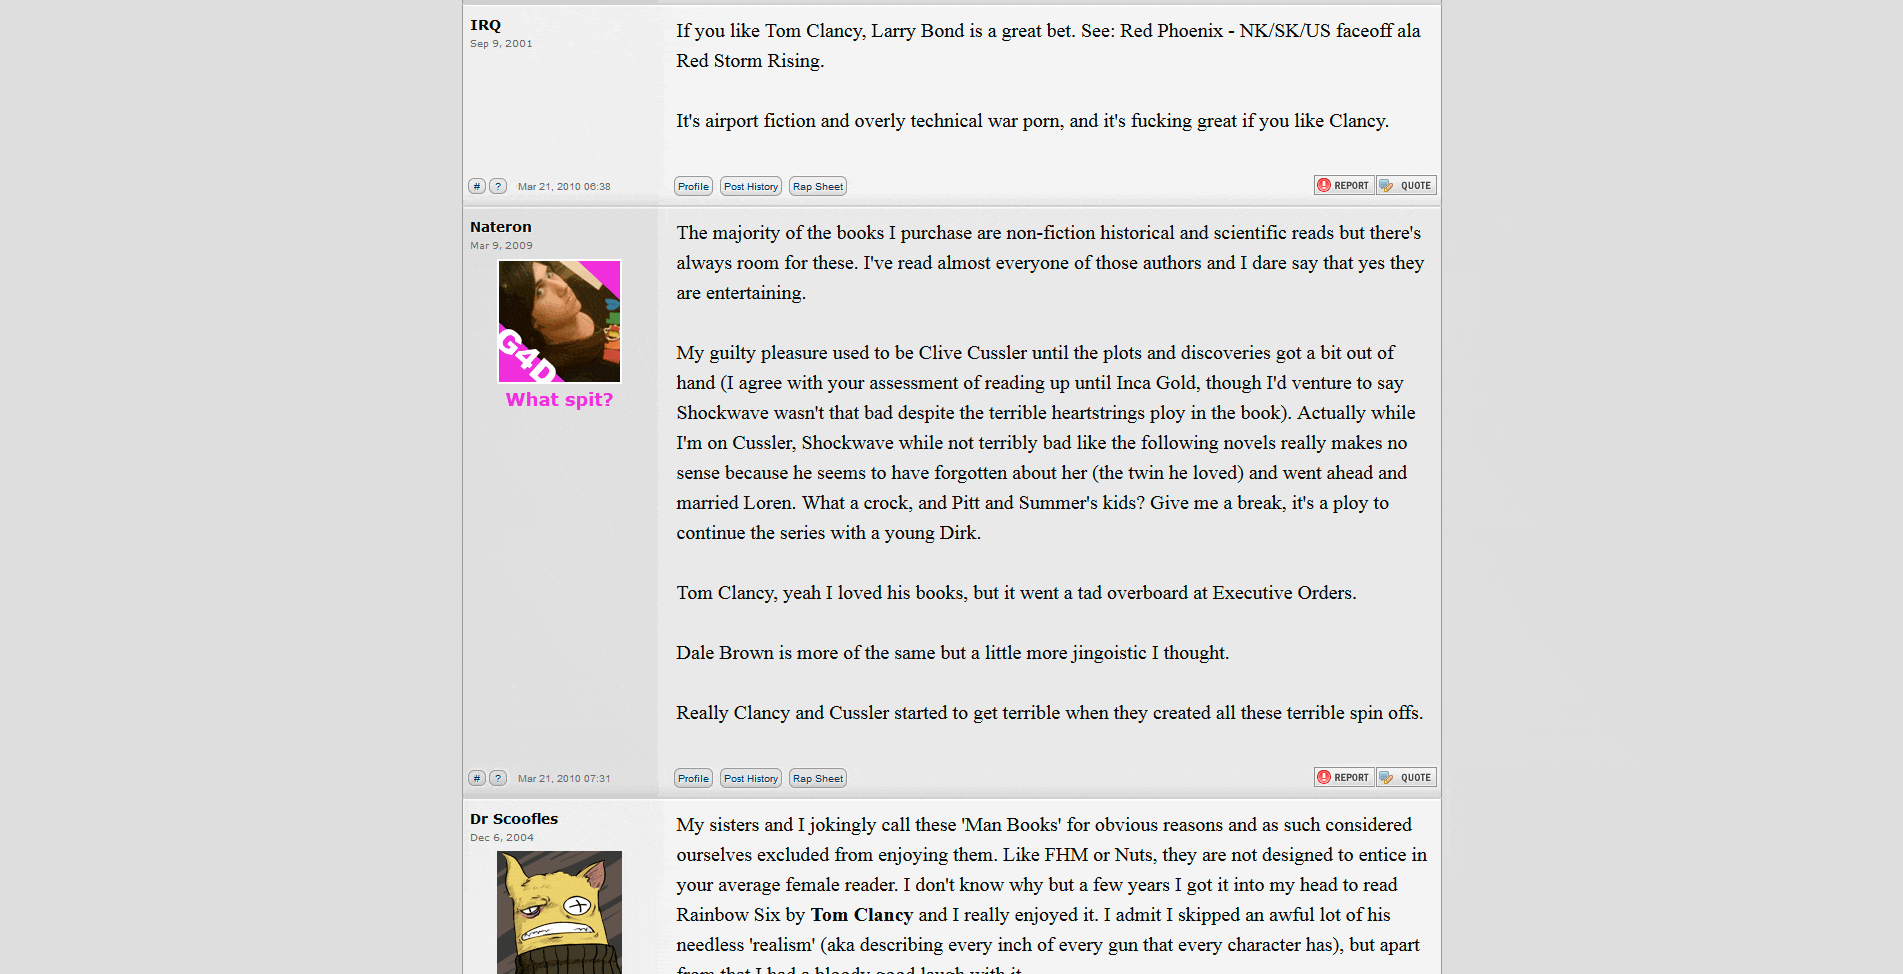 IRQ
Sep 9, 2001
If you like Tom Clancy, Larry Bond is a great bet. See: Red Phoenix - NK/SK/US faceoff ala
Red Storm Rising.
It's airport fiction and overly technical war porn, and it's fucking great if you like Clancy.
# ? Mar 21, 2010 06:38
Profile Post History Rap Sheet
REPORT QUOTE
Nateron
Mar 9, 2009
G4D
What spit?
The majority of the books I purchase are non-fiction historical and scientific reads but there's
always room for these. I've read almost everyone of those authors and I dare say that yes they
are entertaining.
My guilty pleasure used to be Clive Cussler until the plots and discoveries got a bit out of
hand (I agree with your assessment of reading up until Inca Gold, though I'd venture to say
Shockwave wasn't that bad despite the terrible heartstrings ploy in the book). Actually while
I'm on Cussler, Shockwave while not terribly bad like the following novels really makes no
sense because he seems to have forgotten about her (the twin he loved) and went ahead and
married Loren. What a crock, and Pitt and Summer's kids? Give me a break, it's a ploy to
continue the series with a young Dirk.
Tom Clancy, yeah I loved his books, but it went a tad overboard at Executive Orders.
Dale Brown is more of the same but a little more jingoistic I thought.
Really Clancy and Cussler started to get terrible when they created all these terrible spin offs.
# ? Mar 21, 2010 07:31
Profile Post History Rap Sheet
REPORT QUOTE
Dr Scoofles
Dec 6, 2004
My sisters and I jokingly call these 'Man Books' for obvious reasons and as such considered
ourselves excluded from enjoying them. Like FHM or Nuts, they are not designed to entice in
your average female reader. I don't know why but a few years I got it into my head to read
Rainbow Six by Tom Clancy and I really enjoyed it. I admit I skipped an awful lot of his
needless 'realism' (aka describing every inch of every gun that every character has), but apart
from that I had a bloody good laugh with it.